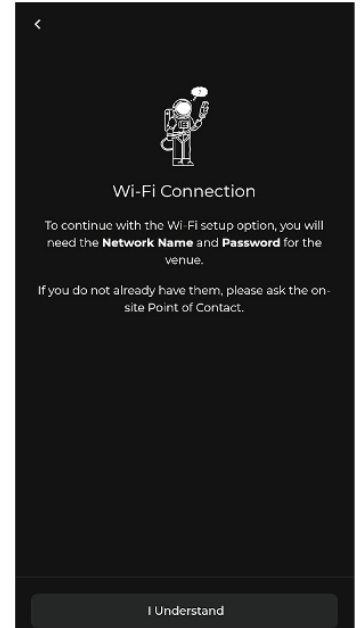 Wi-Fi Connection
To continue with the Wi-Fi setup option, you will
need the Network Name and Password for the
venue.
If you do not already have them, please ask the on-
site Point of Contact.
I Understand